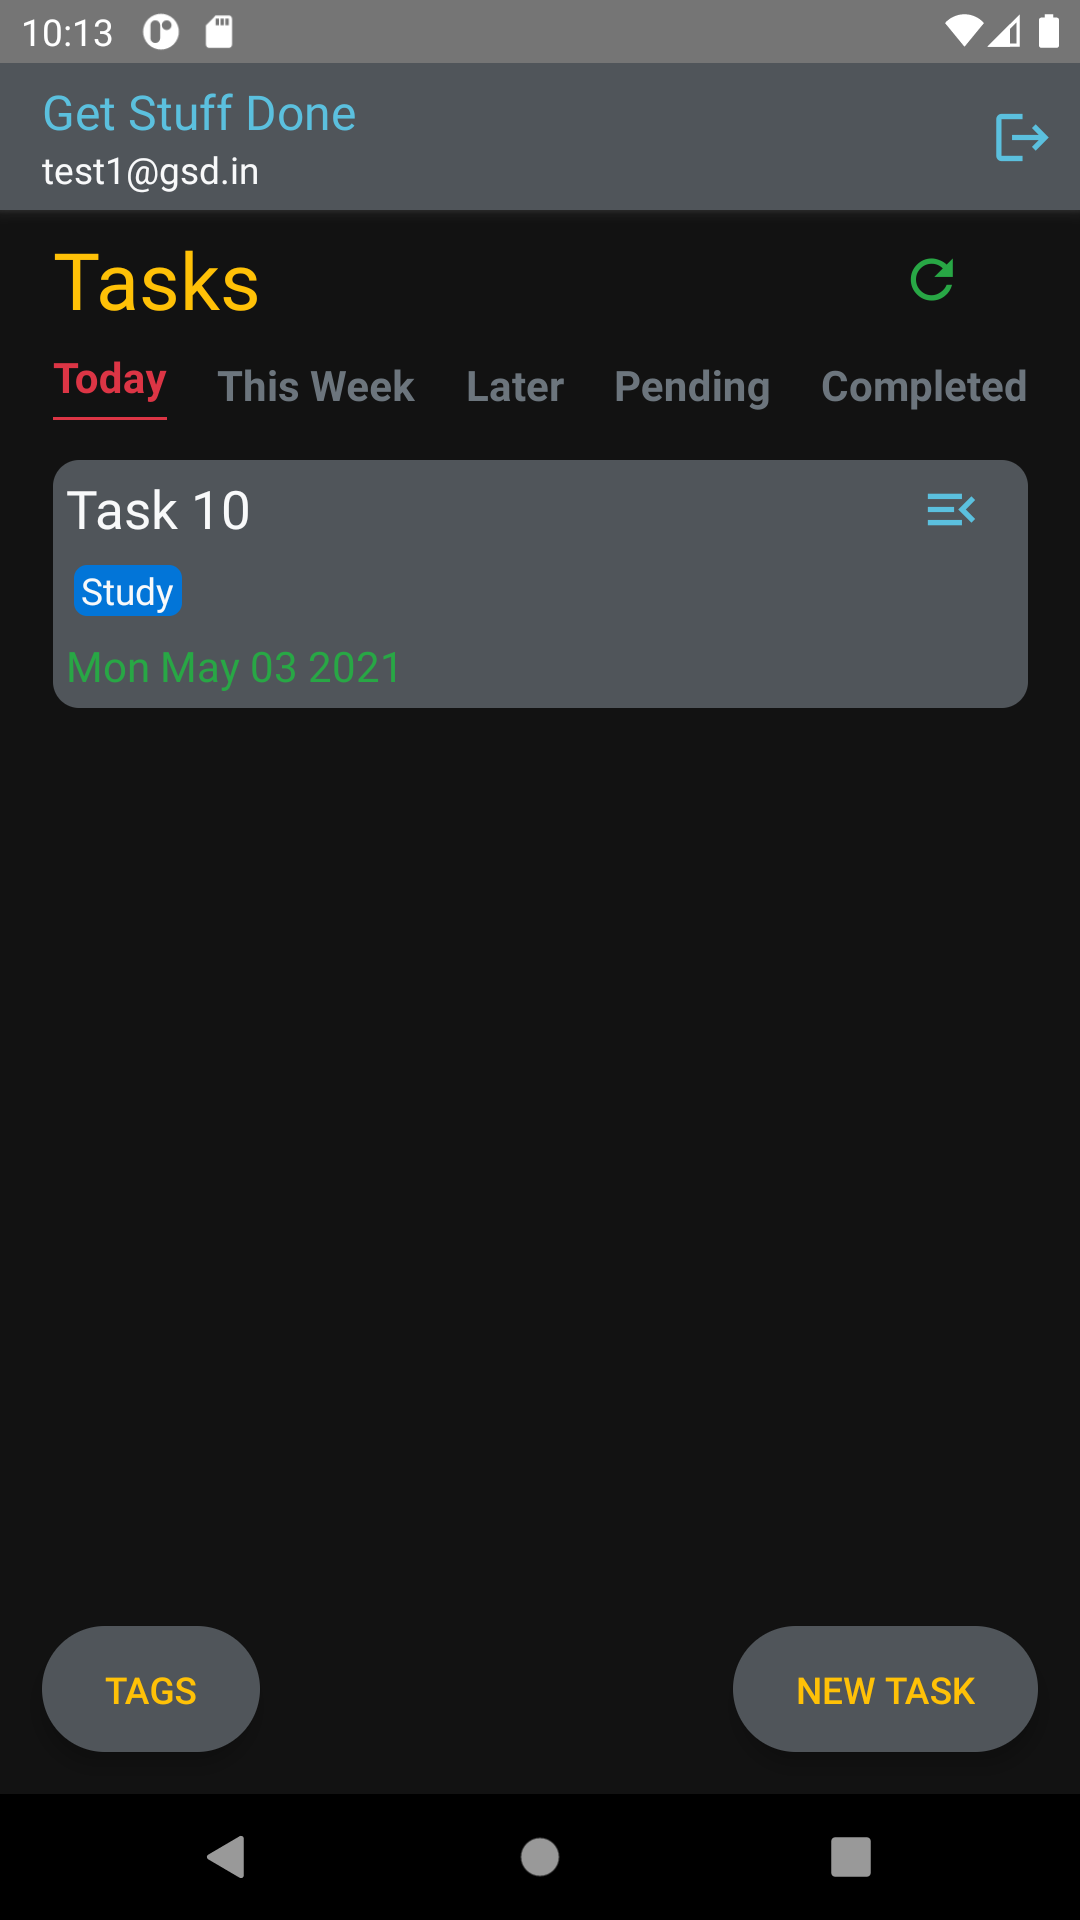 10:13
Get Stuff Done
test1@gsd.in
Tasks
Today This Week Later Pending Completed
Task 10
Study
Mon May 03 2021
TAGS NEW TASK